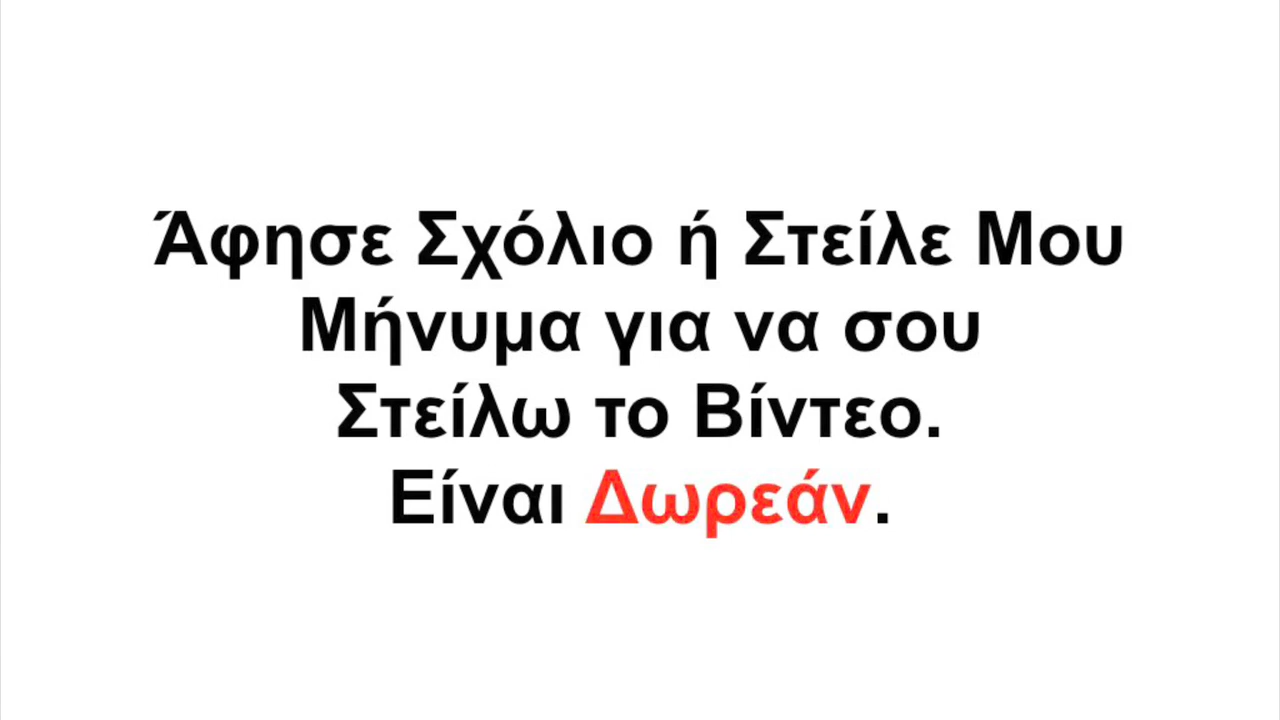 Άφησε Σχόλιο ή Στείλε Μου
Μήνυμα για να σου
Στείλω το Βίντεο.
Είναι Δωρεάν.